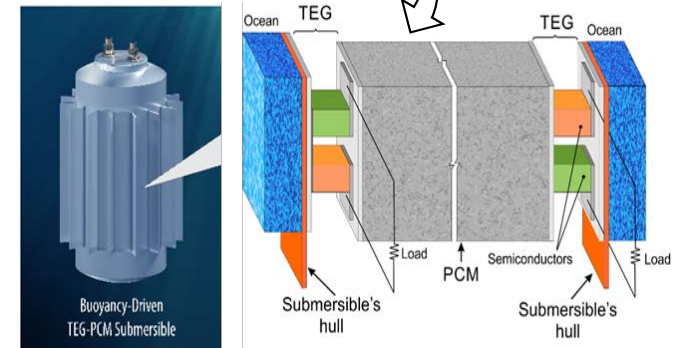 Buoyancy-Driven
TEG-PCM Submersible
Ocean
TEG
TEG
Ocean
Load
PCM
Semiconductors
Load
Submersible's
hull
Submersible's
hull